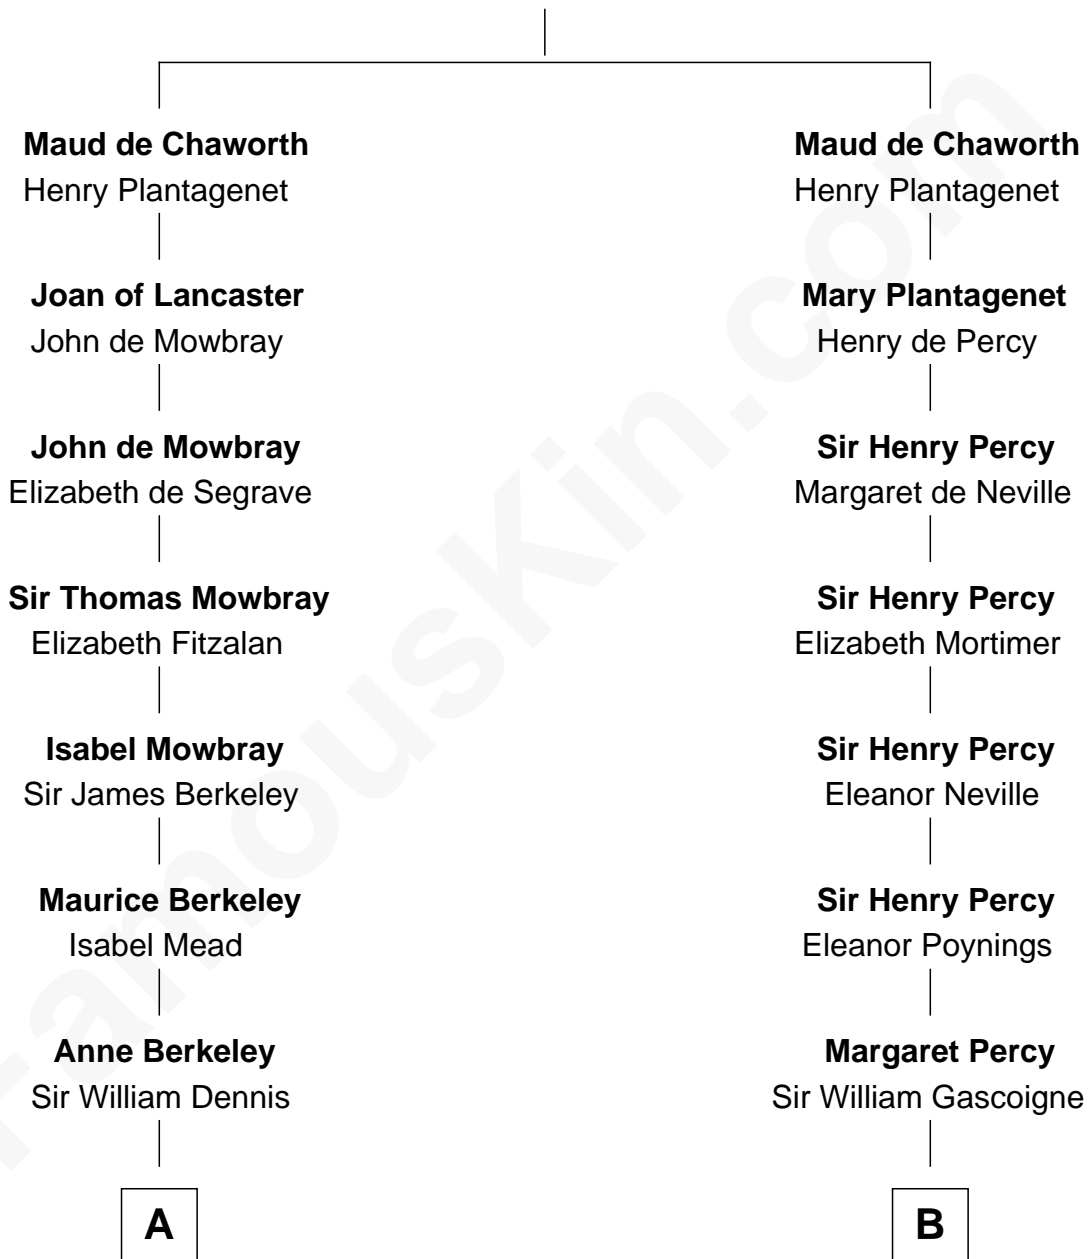 Maud de Chaworth
Henry Plantagenet
Joan of Lancaster
John de Mowbray
John de Mowbray
Elizabeth de Segrave
Sir Thomas Mowbray
Elizabeth Fitzalan
Isabel Mowbray
Sir James Berkeley
Maurice Berkeley
Isabel Mead
Anne Berkeley
Sir William Dennis
A
Maud de Chaworth
Henry Plantagenet
Mary Plantagenet
Henry de Percy
Sir Henry Percy
Margaret de Neville
Sir Henry Percy
Elizabeth Mortimer
Sir Henry Percy
Eleanor Neville
Sir Henry Percy
Eleanor Poynings
Margaret Percy
Sir William Gascoigne
B
FamousKin.com